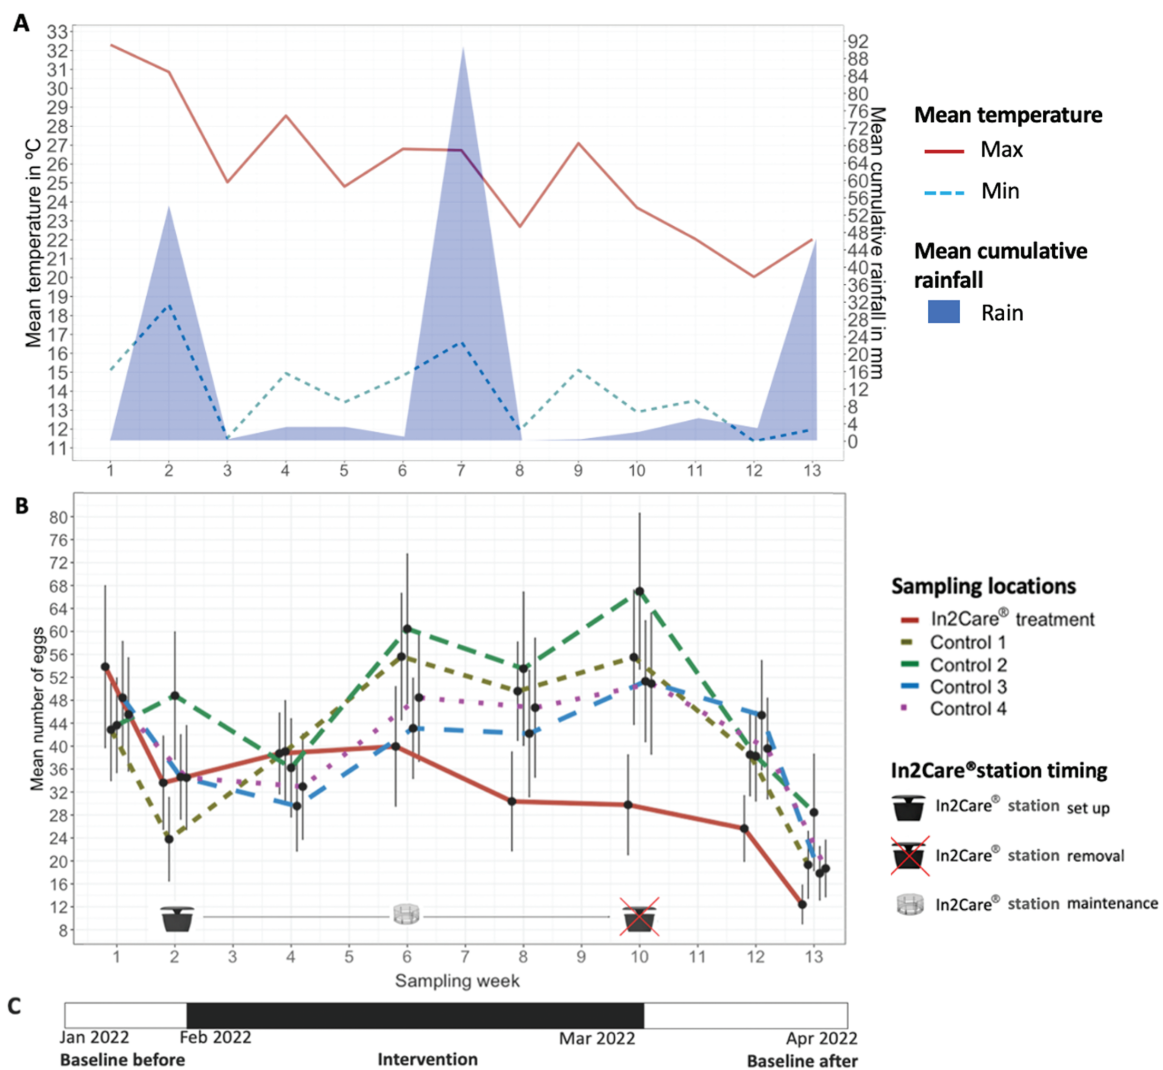 A
33
32
31
30
29
28
27
26
25
24
23
22
21
20
19
18
17
16
15
14
13
12
11
Mean temperature in ºC
92
88
84
80
76
72
68
64
60
56
52
48
44
40
36
32
28
24
20
16
12
8
4
0
Mean cumulative rainfall in mm
1 2 3 4 5 6 7 8 9 10 11 12 13
Mean temperature
Max
Min
Mean cumulative
rainfall
Rain
B
80
76
72
68
64
60
56
52
48
44
40
36
32
28
24
20
16
12
8
Mean number of eggs
1 2 3 4 5 6 7 8 9 10 11 12 13
Sampling week
Sampling locations
In2Care® treatment
Control 1
Control 2
Control 3
Control 4
In2Care®station timing
In2Care® station set up
In2Care® station removal
In2Care® station maintenance
C
Jan 2022 Feb 2022 Mar 2022 Apr 2022
Baseline before Intervention Baseline after